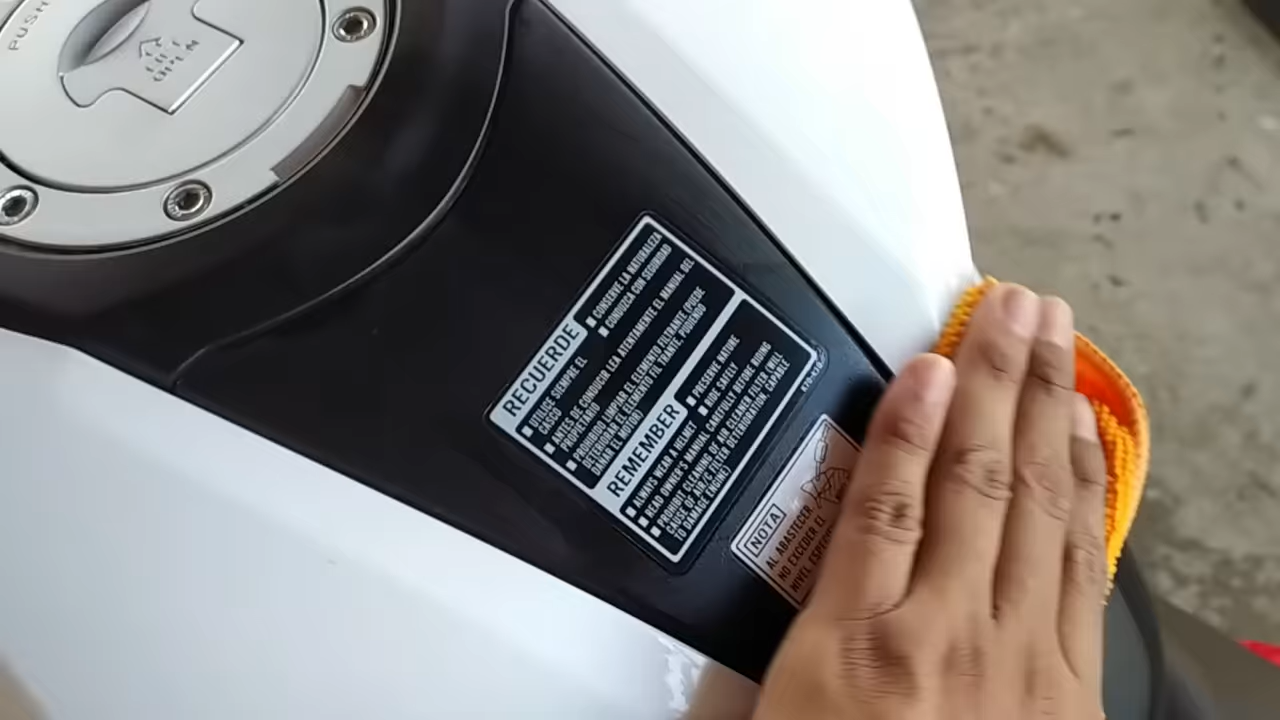 PUSH
LIFT
OPEN
RECUERDE
■ UTILICE SIEMPRE EL CASCO
■ CONSERVE LA NATURALEZA
■ CONDUZCA CON SEGURIDAD
■ ANTES DE CONDUCIR LEA ATENTAMENTE EL MANUAL DEL
PROPIETARIO
■ PROHIBIDO LIMPIAR EL ELEMENTO FILTRANTE (PUEDE
DETERIORAR EL ELEMENTO FILTRANTE, PUDIENDO
DAÑAR EL MOTOR)
REMEMBER
■ ALWAYS WEAR A HELMET
■ PRESERVE NATURE
■ RIDE SAFELY
■ READ OWNER'S MANUAL CAREFULLY BEFORE RIDING
■ PROHIBIT CLEANING OF AIR CLEANER FILTER (WILL
CAUSE OF AIR/C FILTER DETERIORATION, CAPABLE
TO DAMAGE ENGINE)
NOTA
AL ABASTECER
NO EXCEDER EL
NIVEL